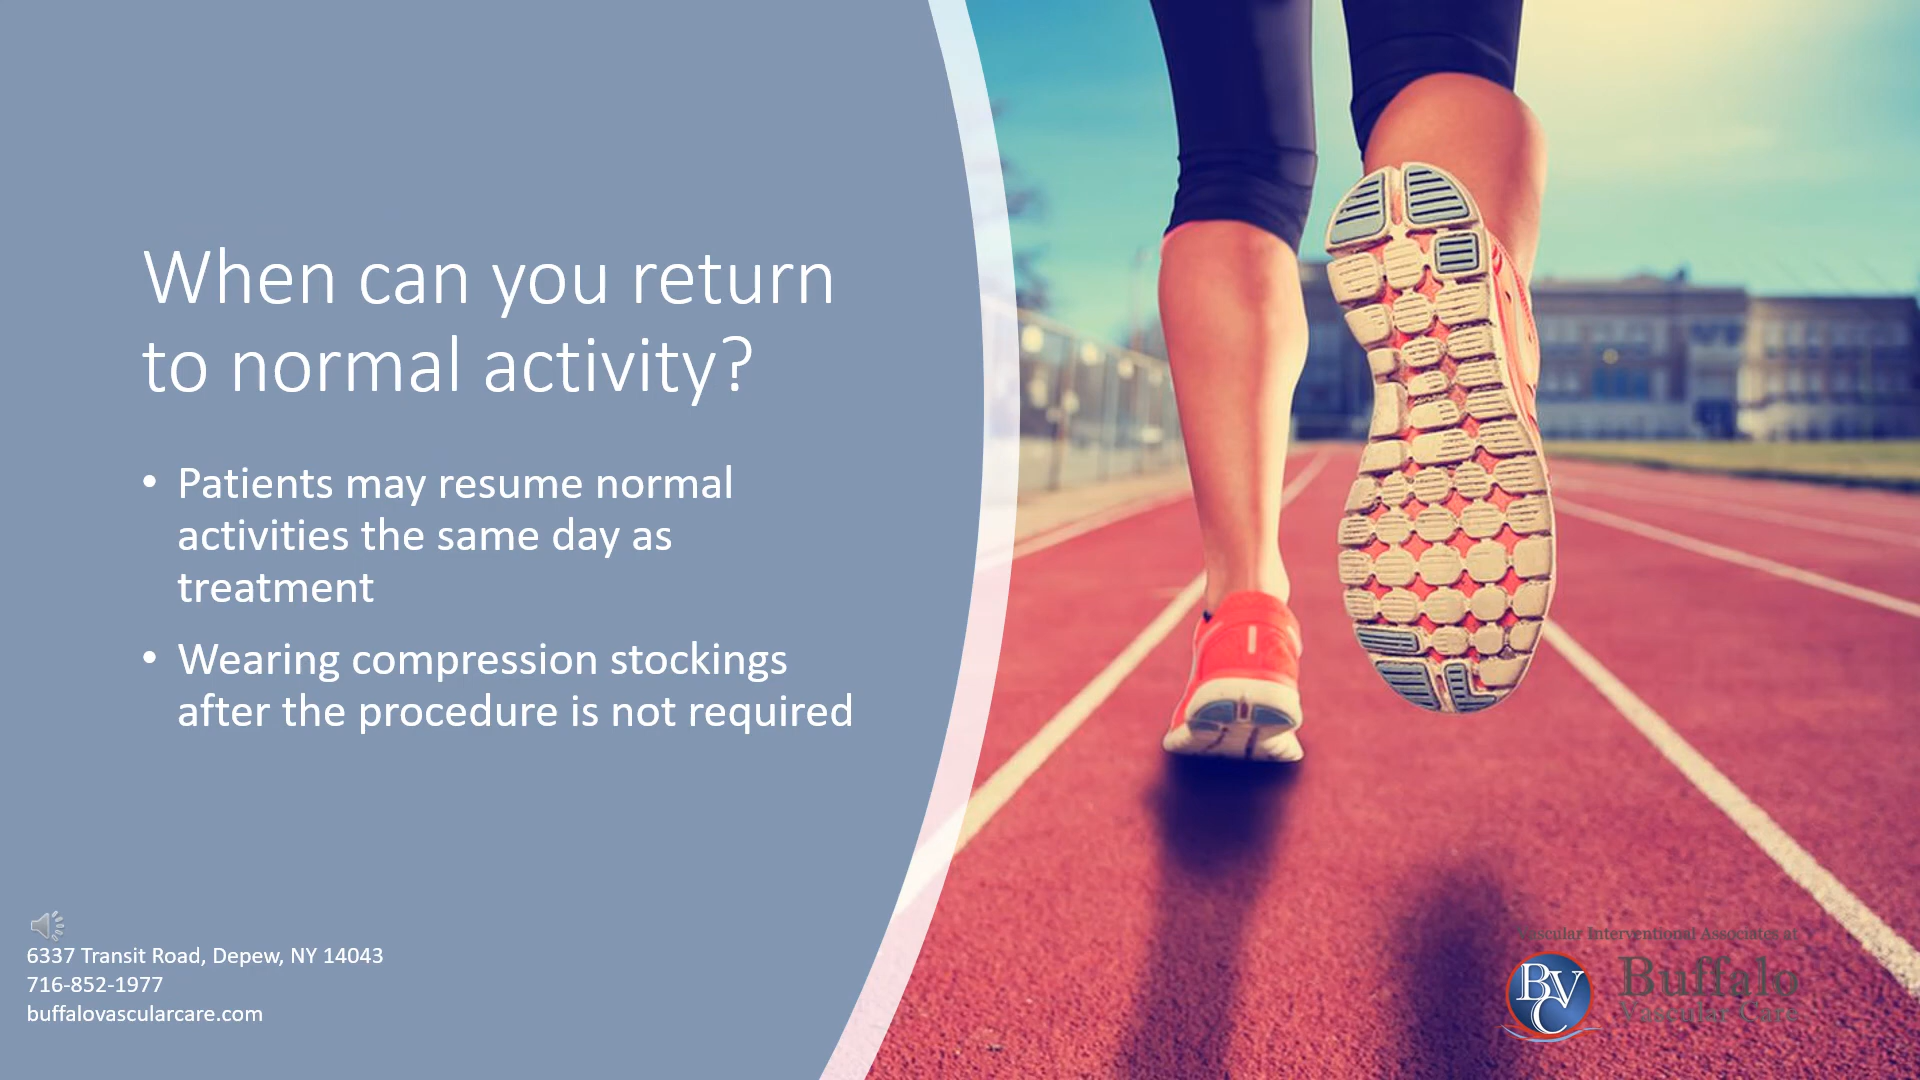 When can you return
to normal activity?
• Patients may resume normal
activities the same day as
treatment
• Wearing compression stockings
after the procedure is not required
6337 Transit Road, Depew, NY 14043
716-852-1977
buffalovascularcare.com
Vascular Interventional Associates at
BVC
Buffalo
Vascular Care